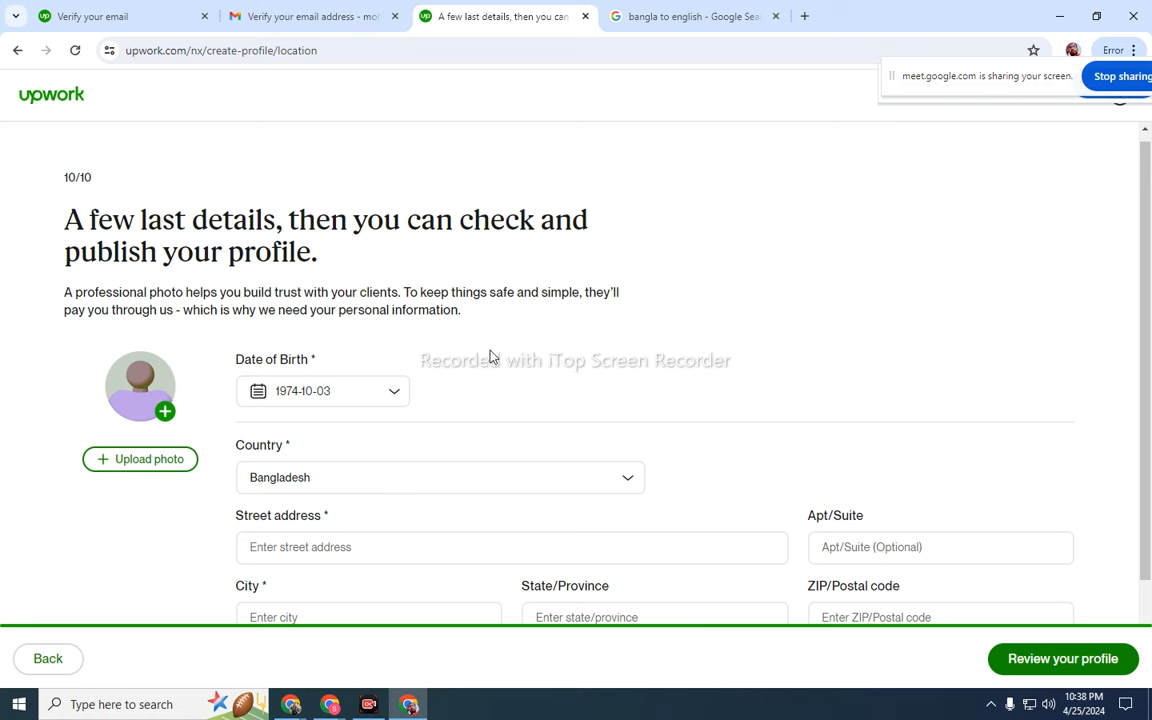 Verify your email
Verify your email address - mot
A few last details, then you can
bangla to english - Google Sea
upwork.com/nx/create-profile/location
Error
meet.google.com is sharing your screen.
Stop sharing
upwork
10/10
A few last details, then you can check and
publish your profile.
A professional photo helps you build trust with your clients. To keep things safe and simple, they'll
pay you through us - which is why we need your personal information.
Recorded with iTop Screen Recorder
Date of Birth *
1974-10-03
Upload photo
Country *
Bangladesh
Street address *
Apt/Suite
Enter street address
Apt/Suite (Optional)
City *
State/Province
ZIP/Postal code
Enter city
Enter state/province
Enter ZIP/Postal code
Back
Review your profile
Type here to search
10:38 PM
4/25/2024